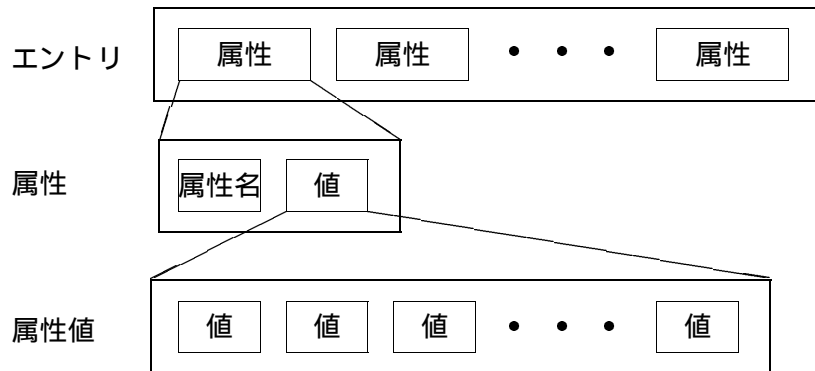 エントリ 属性 属性 ・・・ 属性
属性 属性名 値
属性値 値 値 値 ・・・ 値